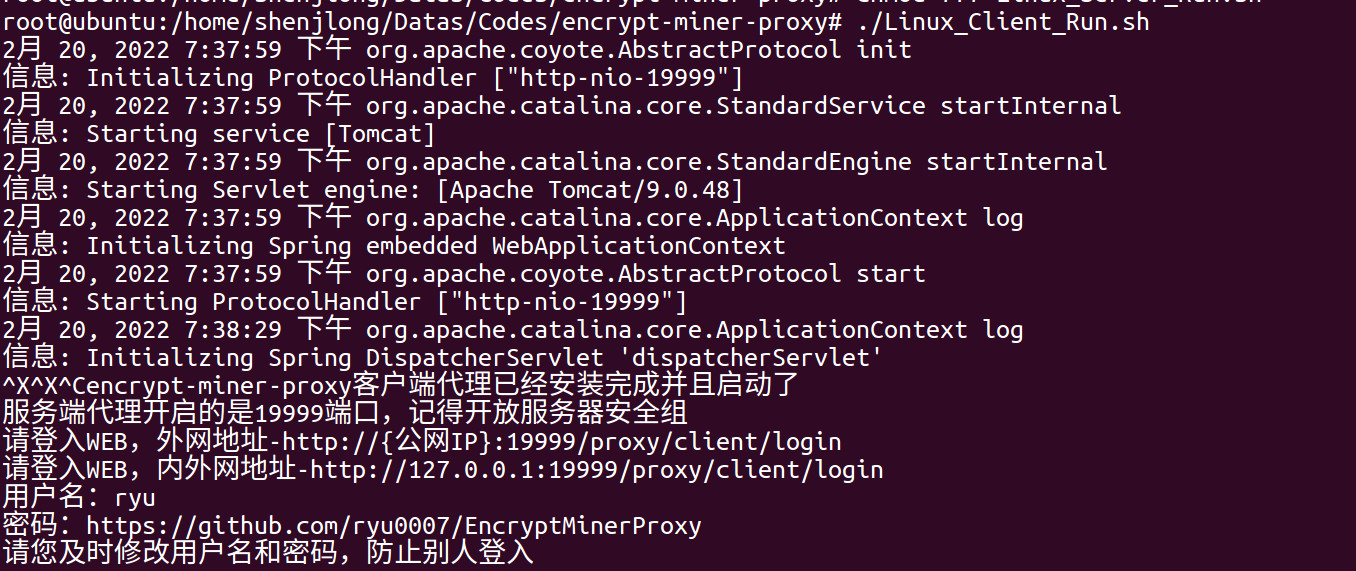 root@ubuntu:/home/shenjlong/Datas/Codes/encrypt-miner-proxy# chmod 777 Linux_Server_Run.sh
root@ubuntu:/home/shenjlong/Datas/Codes/encrypt-miner-proxy# ./Linux_Client_Run.sh
2月 20, 2022 7:37:59 下午 org.apache.coyote.AbstractProtocol init
信息: Initializing ProtocolHandler ["http-nio-19999"]
2月 20, 2022 7:37:59 下午 org.apache.catalina.core.StandardService startInternal
信息: Starting service [Tomcat]
2月 20, 2022 7:37:59 下午 org.apache.catalina.core.StandardEngine startInternal
信息: Starting Servlet engine: [Apache Tomcat/9.0.48]
2月 20, 2022 7:37:59 下午 org.apache.catalina.core.ApplicationContext log
信息: Initializing Spring embedded WebApplicationContext
2月 20, 2022 7:37:59 下午 org.apache.coyote.AbstractProtocol start
信息: Starting ProtocolHandler ["http-nio-19999"]
2月 20, 2022 7:38:29 下午 org.apache.catalina.core.ApplicationContext log
信息: Initializing Spring DispatcherServlet 'dispatcherServlet'
^X^X^Cencrypt-miner-proxy客户端代理已经安装完成并且启动了
服务端代理开启的是19999端口，记得开放服务器安全组
请登入WEB，外网地址-http://{公网IP}:19999/proxy/client/login
请登入WEB，内外网地址-http://127.0.0.1:19999/proxy/client/login
用户名：ryu
密码：https://github.com/ryu0007/EncryptMinerProxy
请您及时修改用户名和密码，防止别人登入